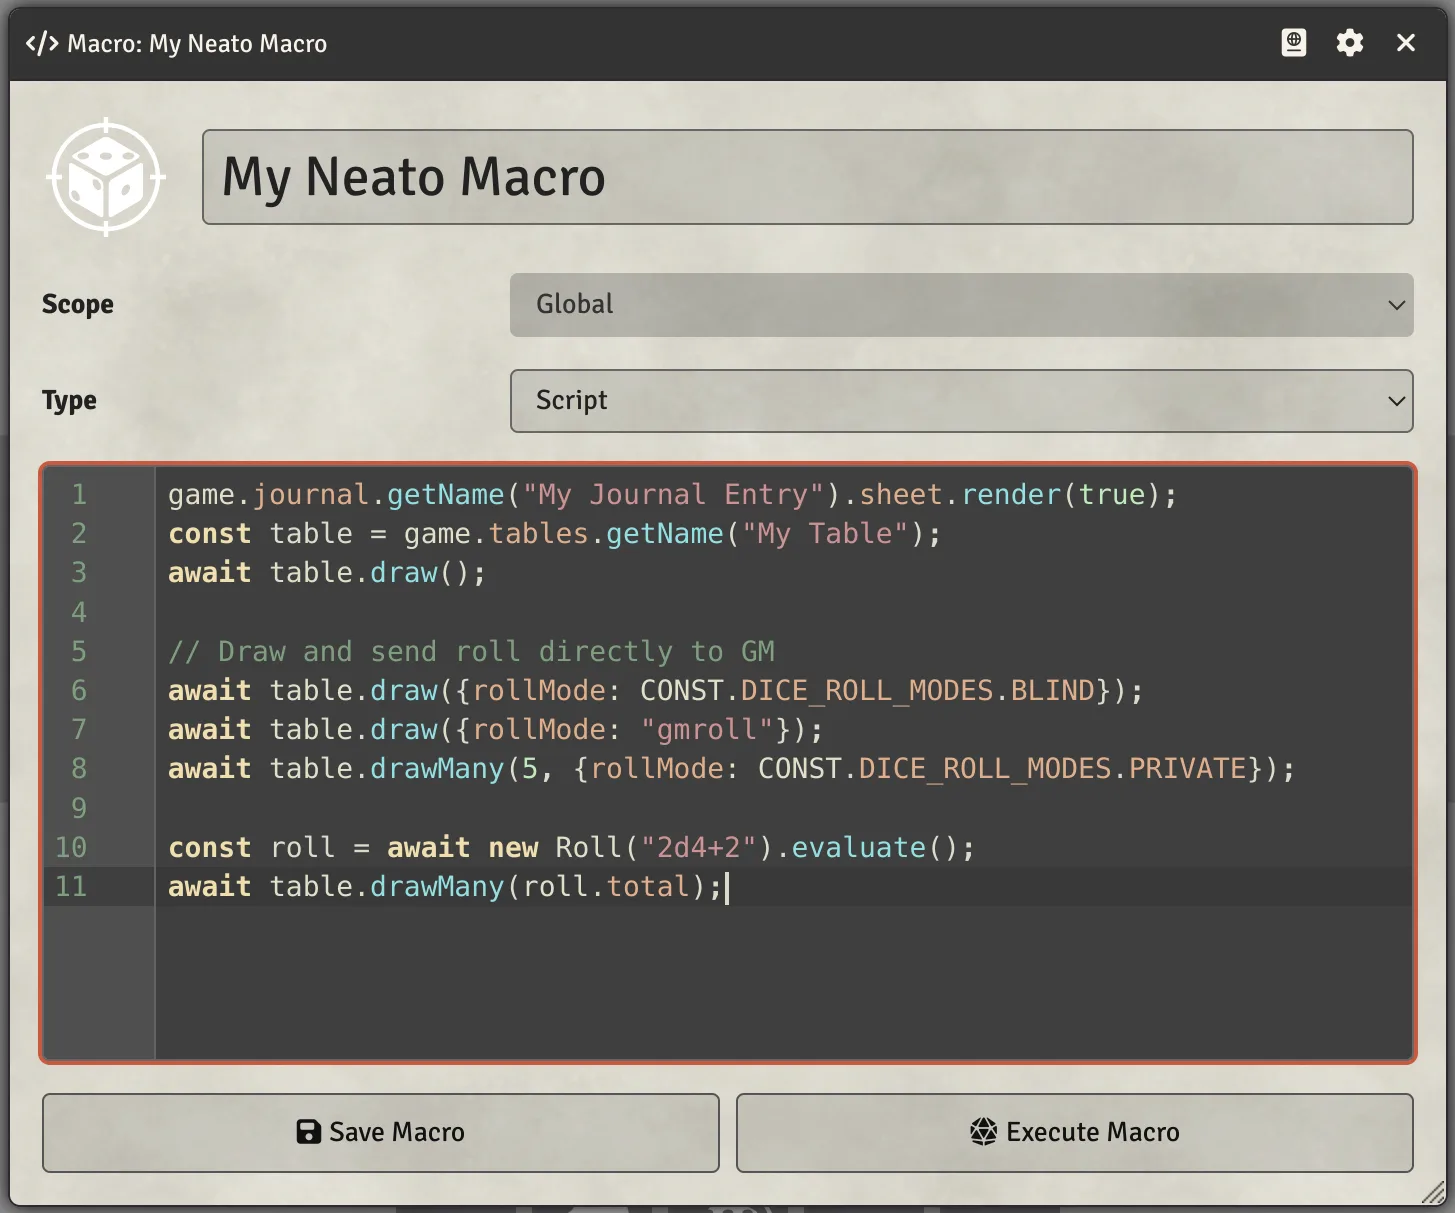 </> Macro: My Neato Macro
My Neato Macro
Scope
Global
Type
Script
1 game.journal.getName("My Journal Entry").sheet.render(true);
2 const table = game.tables.getName("My Table");
3 await table.draw();
4
5 // Draw and send roll directly to GM
6 await table.draw({rollMode: CONST.DICE_ROLL_MODES.BLIND});
7 await table.draw({rollMode: "gmroll"});
8 await table.drawMany(5, {rollMode: CONST.DICE_ROLL_MODES.PRIVATE});
9
10 const roll = await new Roll("2d4+2").evaluate();
11 await table.drawMany(roll.total);
Save Macro
Execute Macro